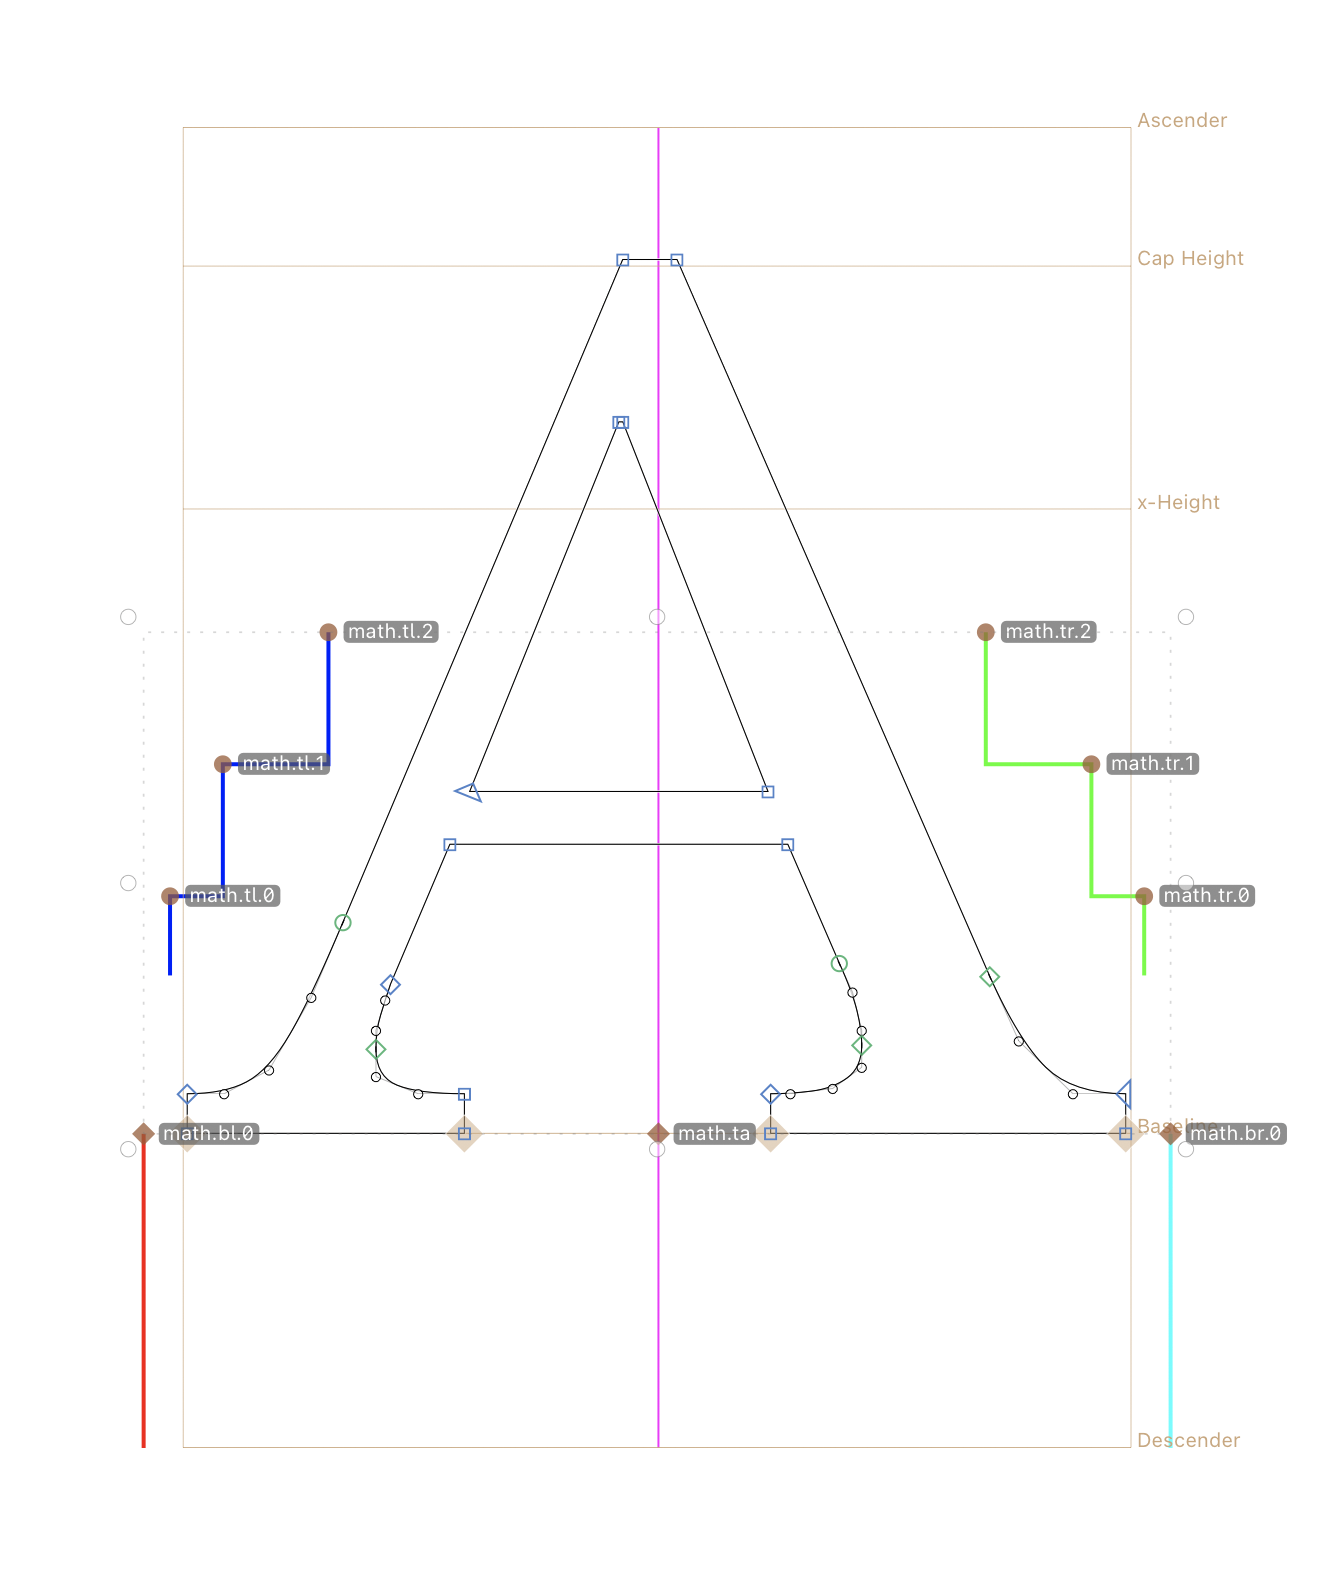 Ascender
Cap Height
x-Height
math.tl.2
math.tr.2
math.tl.1
math.tr.1
math.tl.0
math.tr.0
Baseline
math.bl.0
math.ta
math.br.0
Descender